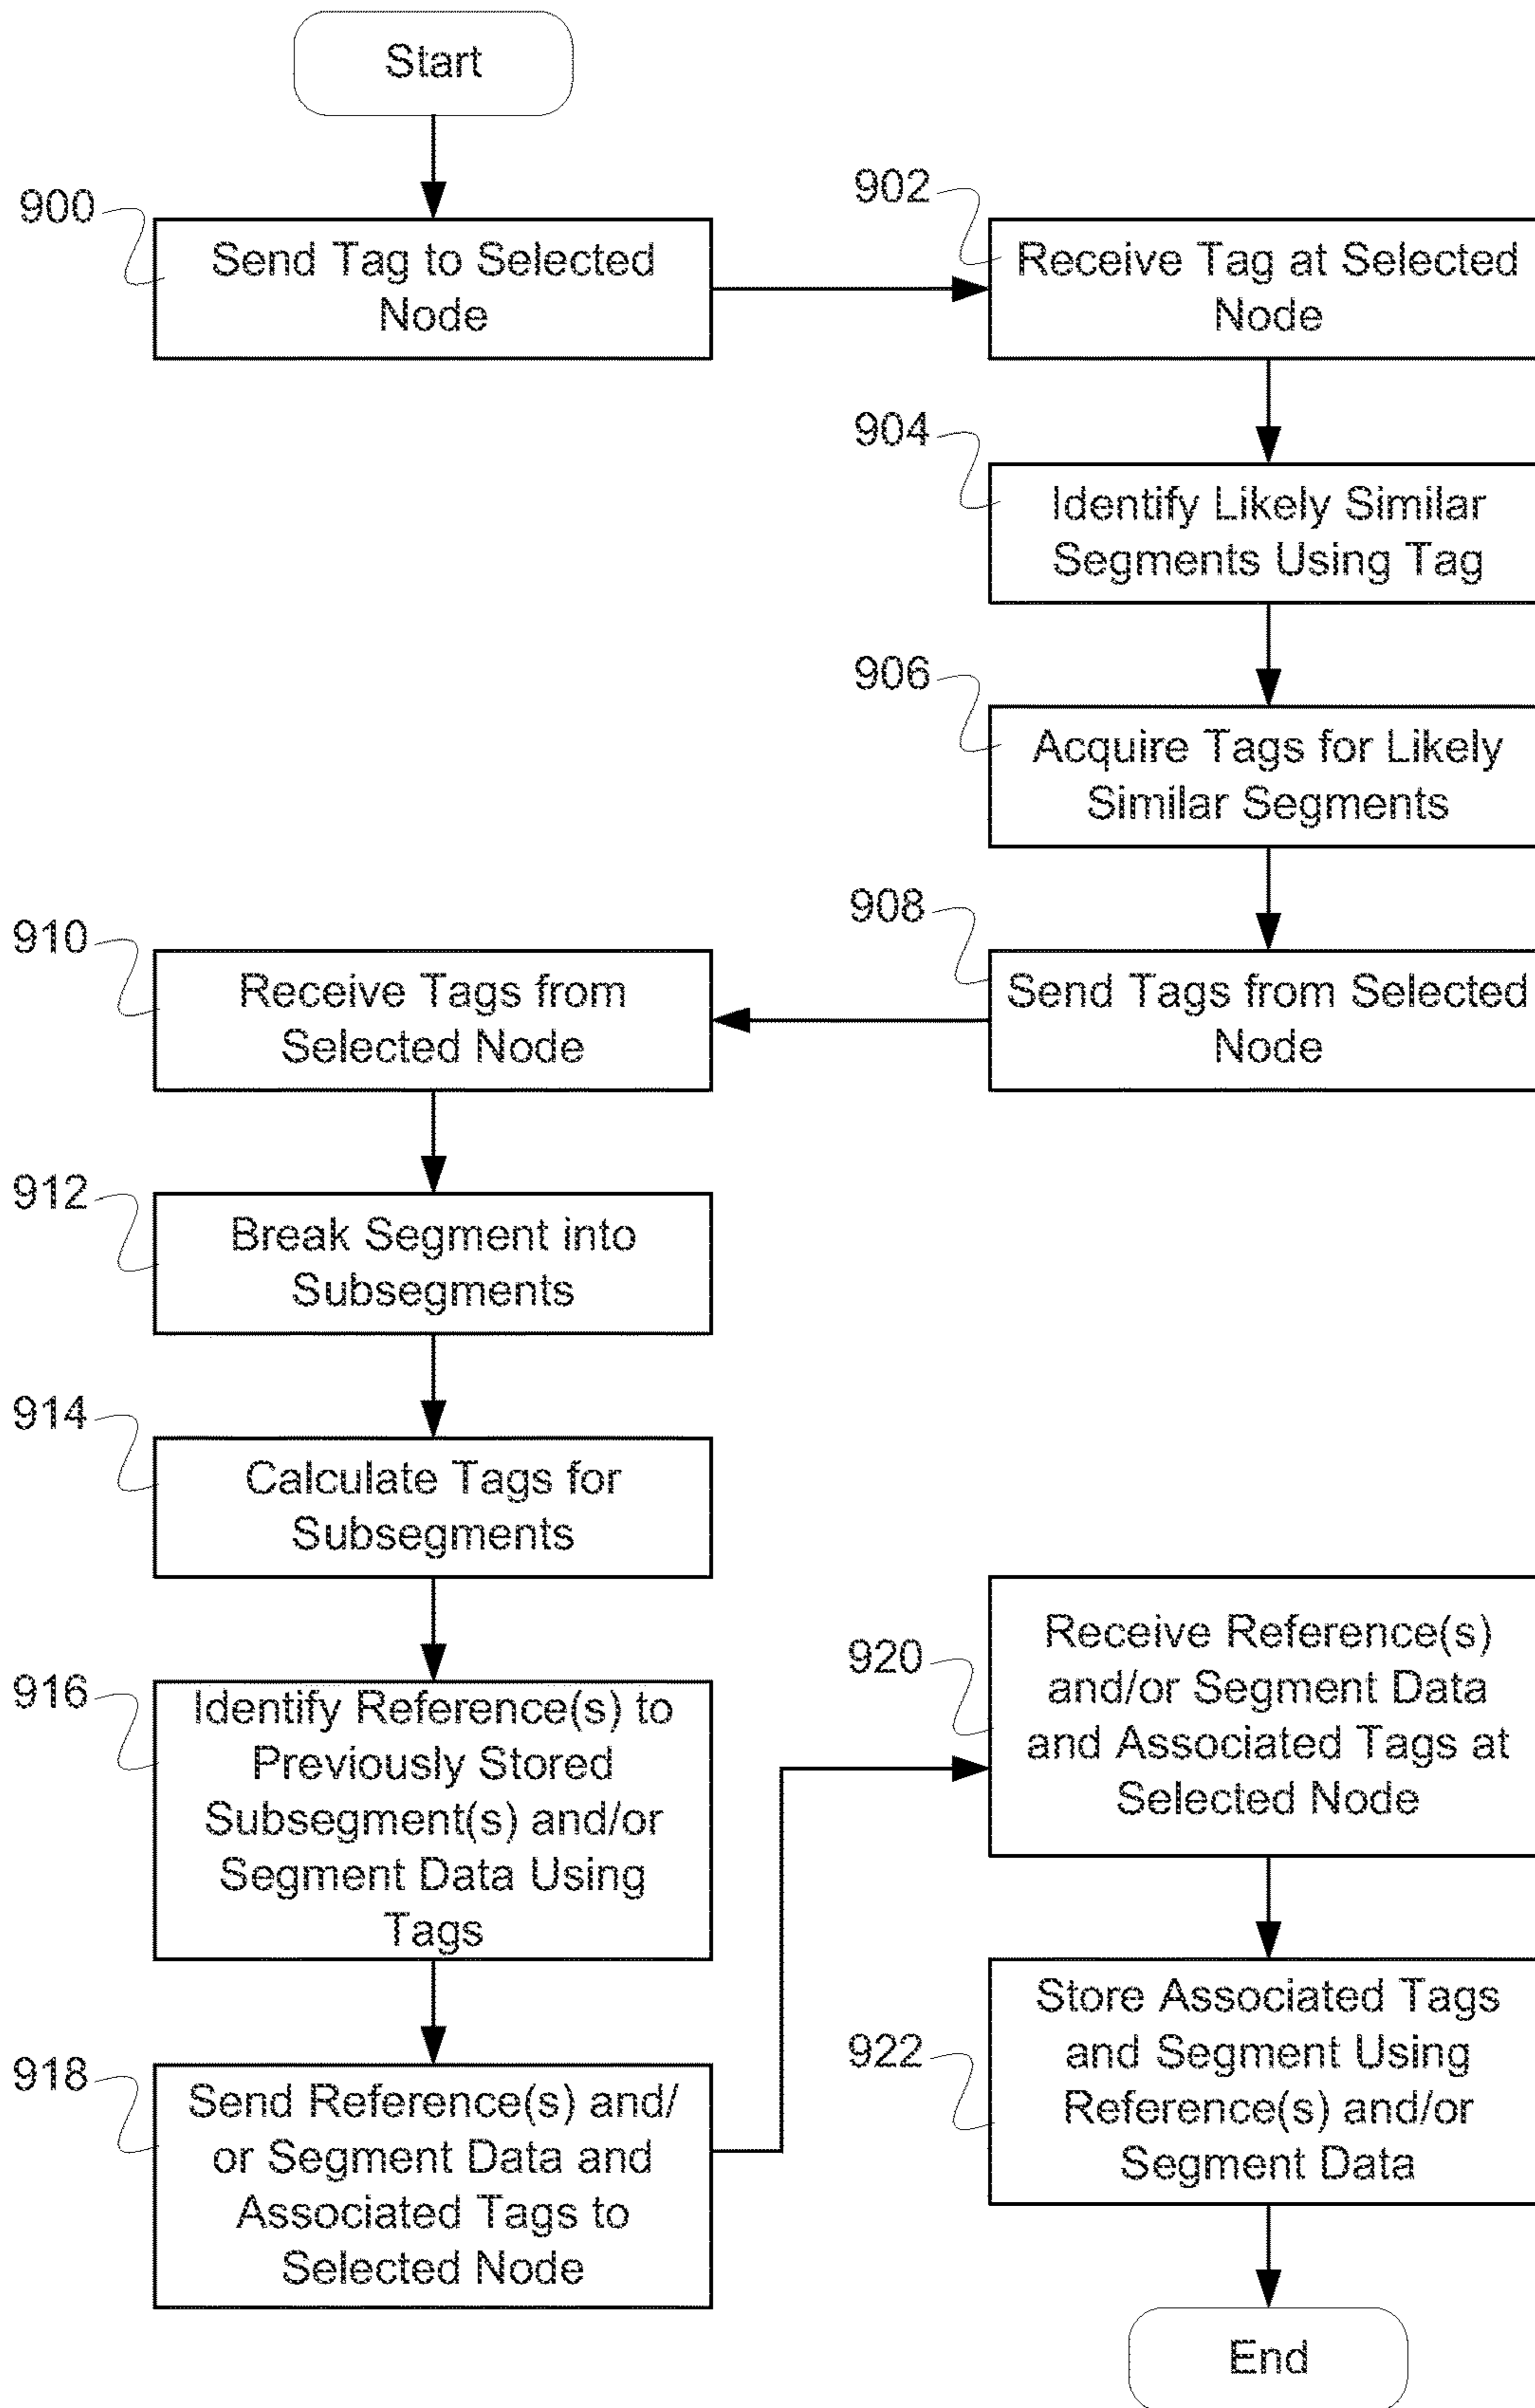 Start
900
Send Tag to Selected
Node
902
Receive Tag at Selected
Node
904
Identify Likely Similar
Segments Using Tag
906
Acquire Tags for Likely
Similar Segments
908
Send Tags from Selected
Node
910
Receive Tags from
Selected Node
912
Break Segment into
Subsegments
914
Calculate Tags for
Subsegments
916
Identify Reference(s) to
Previously Stored
Subsegment(s) and/or
Segment Data Using
Tags
918
Send Reference(s) and/
or Segment Data and
Associated Tags to
Selected Node
920
Receive Reference(s)
and/or Segment Data
and Associated Tags at
Selected Node
922
Store Associated Tags
and Segment Using
Reference(s) and/or
Segment Data
End